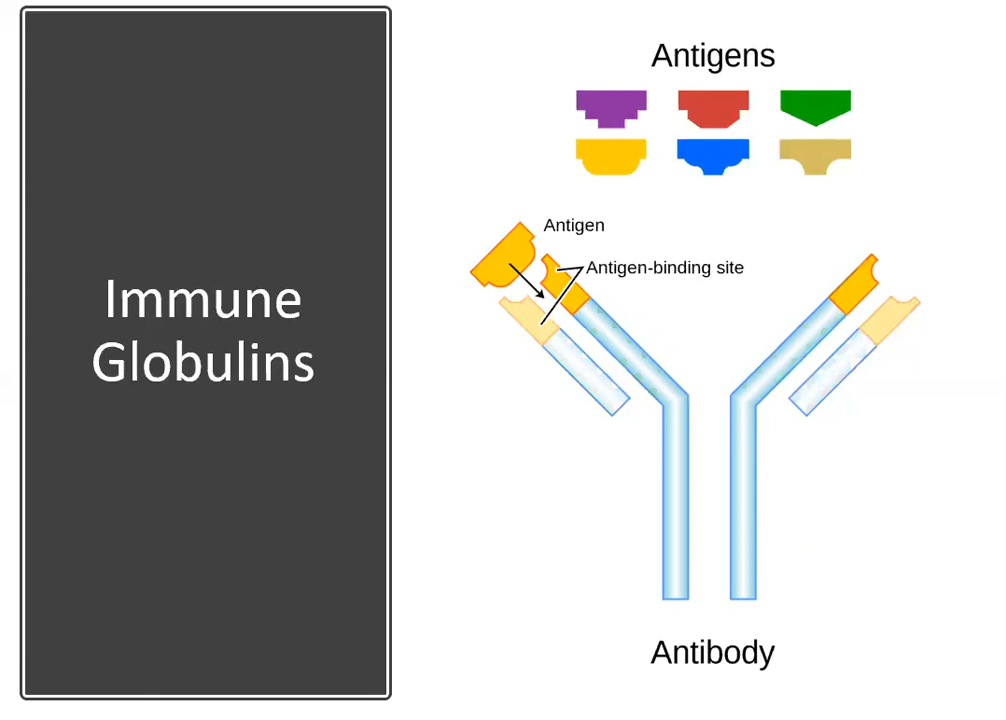 Immune
Globulins
Antigens
Antigen
Antigen-binding site
Antibody